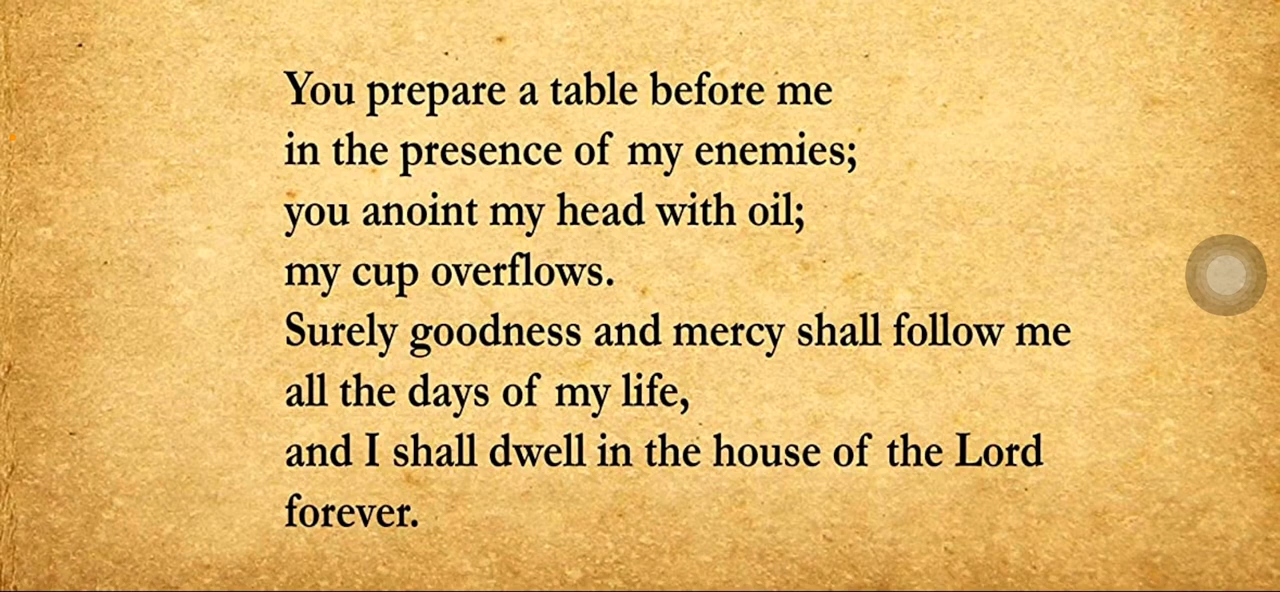 You prepare a table before me
in the presence of my enemies;
you anoint my head with oil;
my cup overflows.
Surely goodness and mercy shall follow me
all the days of my life,
and I shall dwell in the house of the Lord
forever.